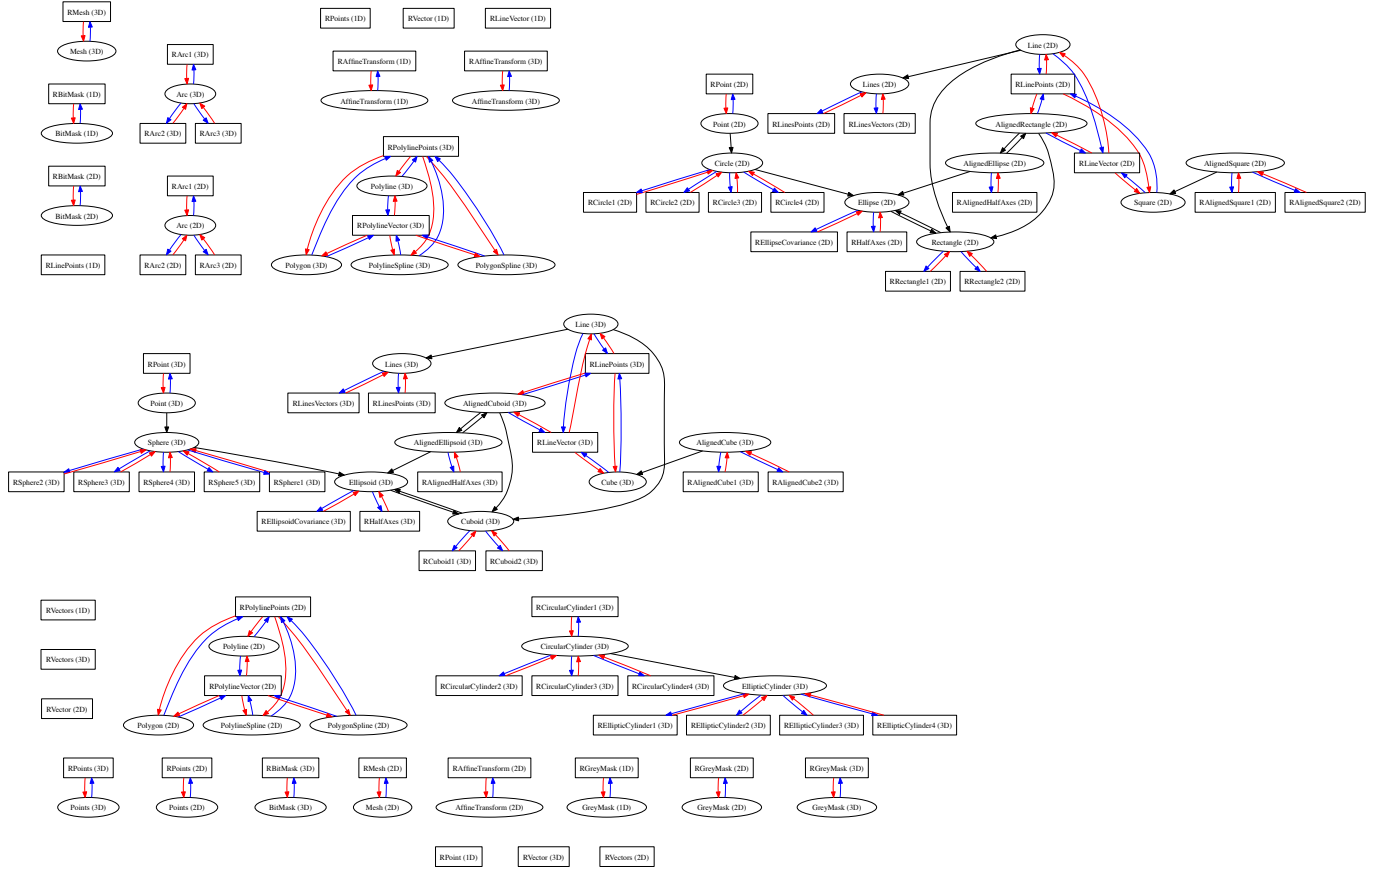 RMesh (3D)
RPoints (1D)
RVector (1D)
RLineVector (1D)
Mesh (3D)
RArc1 (3D)
RAffineTransform (1D)
RAffineTransform (3D)
Line (2D)
RBitMask (1D)
Arc (3D)
AffineTransform (1D)
AffineTransform (3D)
RPoint (2D)
Lines (2D)
RLinePoints (2D)
BitMask (1D)
RArc2 (3D)
RArc3 (3D)
Point (2D)
RLinesPoints (2D)
RLinesVectors (2D)
AlignedRectangle (2D)
RPolylinePoints (3D)
Circle (2D)
AlignedEllipse (2D)
RLineVector (2D)
AlignedSquare (2D)
RBitMask (2D)
RArc1 (2D)
Polyline (3D)
RCircle1 (2D)
RCircle2 (2D)
RCircle3 (2D)
RCircle4 (2D)
Ellipse (2D)
RAlignedHalfAxes (2D)
Square (2D)
RAlignedSquare1 (2D)
RAlignedSquare2 (2D)
BitMask (2D)
Arc (2D)
RPolylineVector (3D)
REllipseCovariance (2D)
RHalfAxes (2D)
Rectangle (2D)
RLinePoints (1D)
RArc2 (2D)
RArc3 (2D)
Polygon (3D)
PolylineSpline (3D)
PolygonSpline (3D)
RRectangle1 (2D)
RRectangle2 (2D)
Line (3D)
RPoint (3D)
Lines (3D)
RLinePoints (3D)
Point (3D)
RLinesVectors (3D)
RLinesPoints (3D)
AlignedCuboid (3D)
Sphere (3D)
AlignedEllipsoid (3D)
RLineVector (3D)
AlignedCube (3D)
RSphere2 (3D)
RSphere3 (3D)
RSphere4 (3D)
RSphere5 (3D)
RSphere1 (3D)
Ellipsoid (3D)
RAlignedHalfAxes (3D)
Cube (3D)
RAlignedCube1 (3D)
RAlignedCube2 (3D)
REllipsoidCovariance (3D)
RHalfAxes (3D)
Cuboid (3D)
RCuboid1 (3D)
RCuboid2 (3D)
RVectors (1D)
RPolylinePoints (2D)
RCircularCylinder1 (3D)
RVectors (3D)
Polyline (2D)
CircularCylinder (3D)
RVector (2D)
RPolylineVector (2D)
RCircularCylinder2 (3D)
RCircularCylinder3 (3D)
RCircularCylinder4 (3D)
EllipticCylinder (3D)
Polygon (2D)
PolylineSpline (2D)
PolygonSpline (2D)
REllipticCylinder1 (3D)
REllipticCylinder2 (3D)
REllipticCylinder3 (3D)
REllipticCylinder4 (3D)
RPoints (3D)
RPoints (2D)
RBitMask (3D)
RMesh (2D)
RAffineTransform (2D)
RGreyMask (1D)
RGreyMask (2D)
RGreyMask (3D)
Points (3D)
Points (2D)
BitMask (3D)
Mesh (2D)
AffineTransform (2D)
GreyMask (1D)
GreyMask (2D)
GreyMask (3D)
RPoint (1D)
RVector (3D)
RVectors (2D)